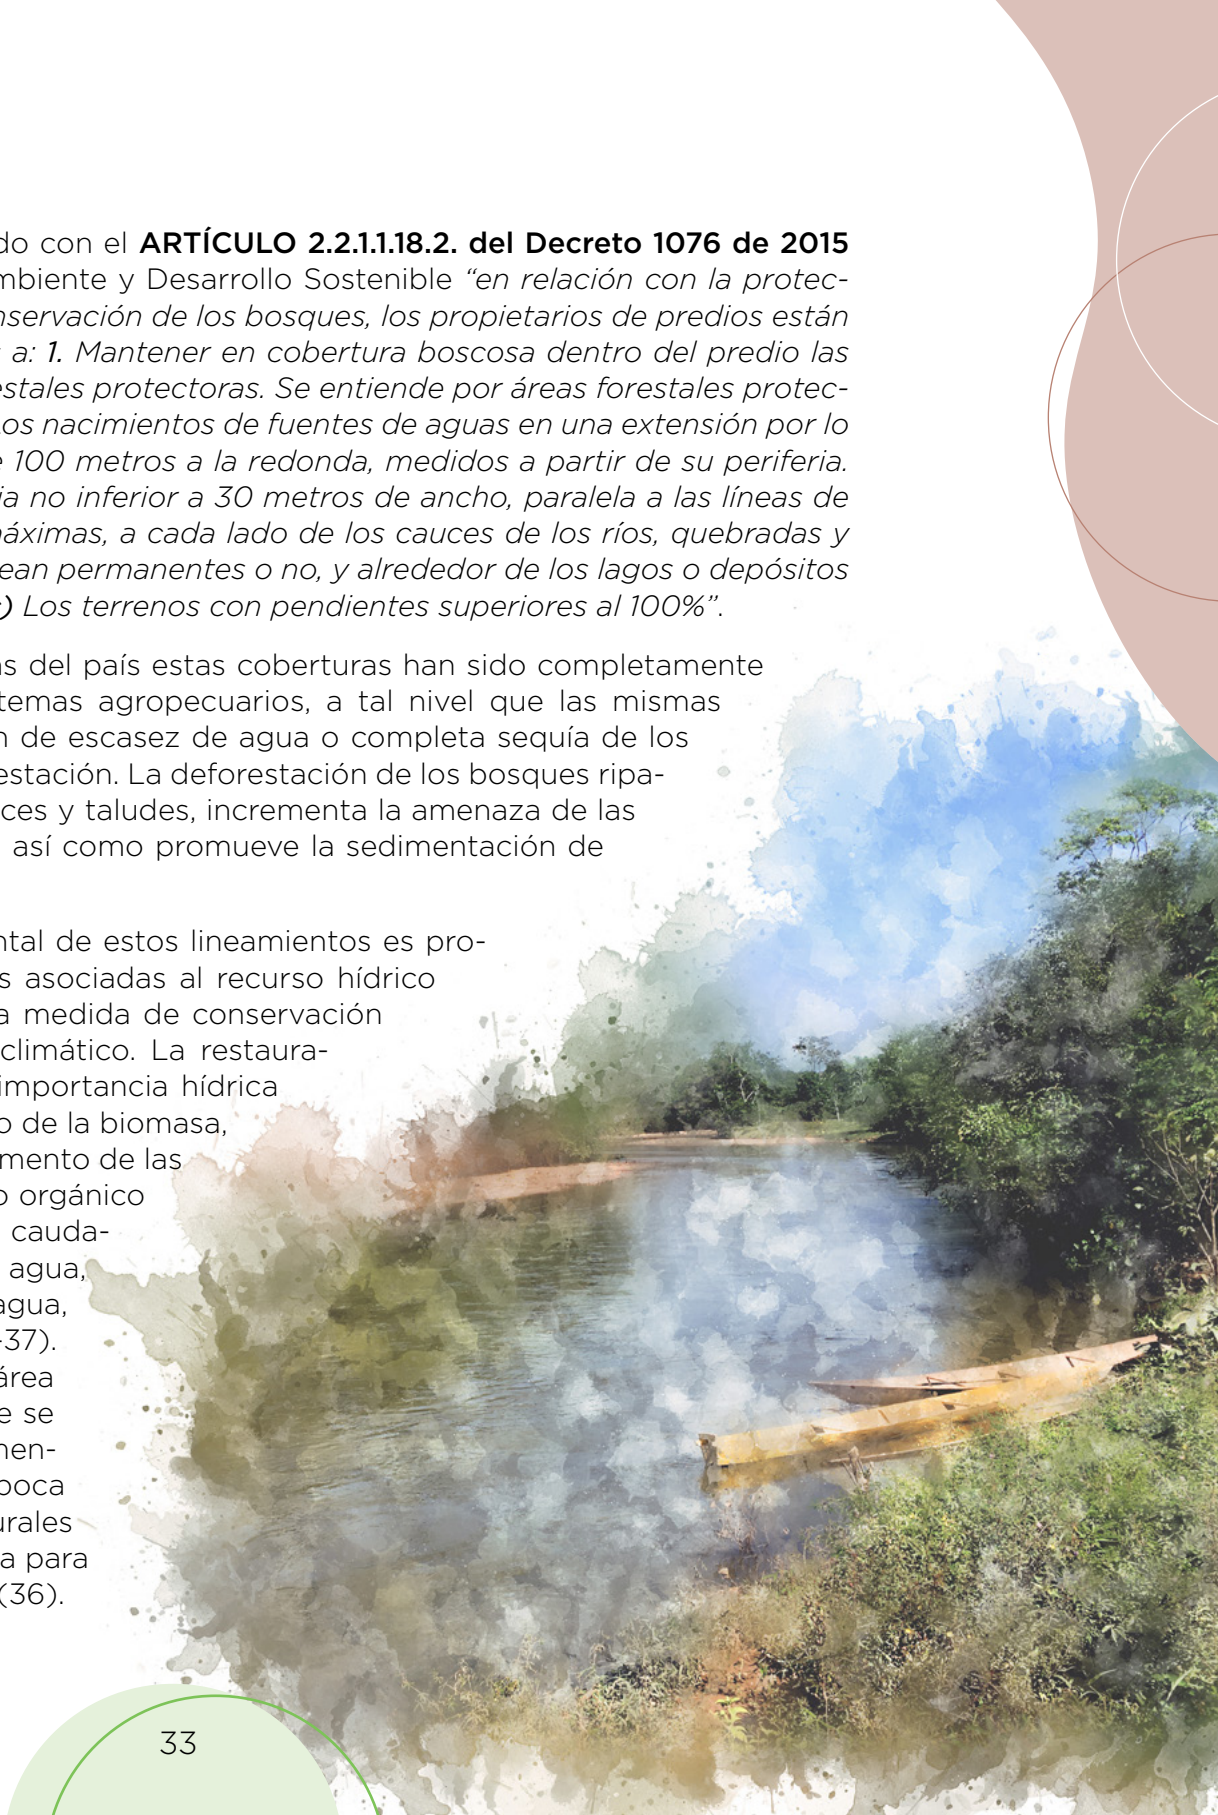 do con el ARTÍCULO 2.2.1.1.18.2. del Decreto 1076 de 2015
mbiente y Desarrollo Sostenible “en relación con la protec-
nservación de los bosques, los propietarios de predios están
a: 1. Mantener en cobertura boscosa dentro del predio las
estales protectoras. Se entiende por áreas forestales protec-
Los nacimientos de fuentes de aguas en una extensión por lo
e 100 metros a la redonda, medidos a partir de su periferia.
ia no inferior a 30 metros de ancho, paralela a las líneas de
máximas, a cada lado de los cauces de los ríos, quebradas y
ean permanentes o no, y alrededor de los lagos o depósitos
) Los terrenos con pendientes superiores al 100%”.
as del país estas coberturas han sido completamente
temas agropecuarios, a tal nivel que las mismas
n de escasez de agua o completa sequía de los
estación. La deforestación de los bosques ripa-
ces y taludes, incrementa la amenaza de las
así como promueve la sedimentación de
ntal de estos lineamientos es pro-
s asociadas al recurso hídrico
a medida de conservación
climático. La restaura-
importancia hídrica
o de la biomasa,
mento de las
o orgánico
cauda-
agua,
agua,
-37).
área
e se
men-
poca
urales
a para
(36).
33